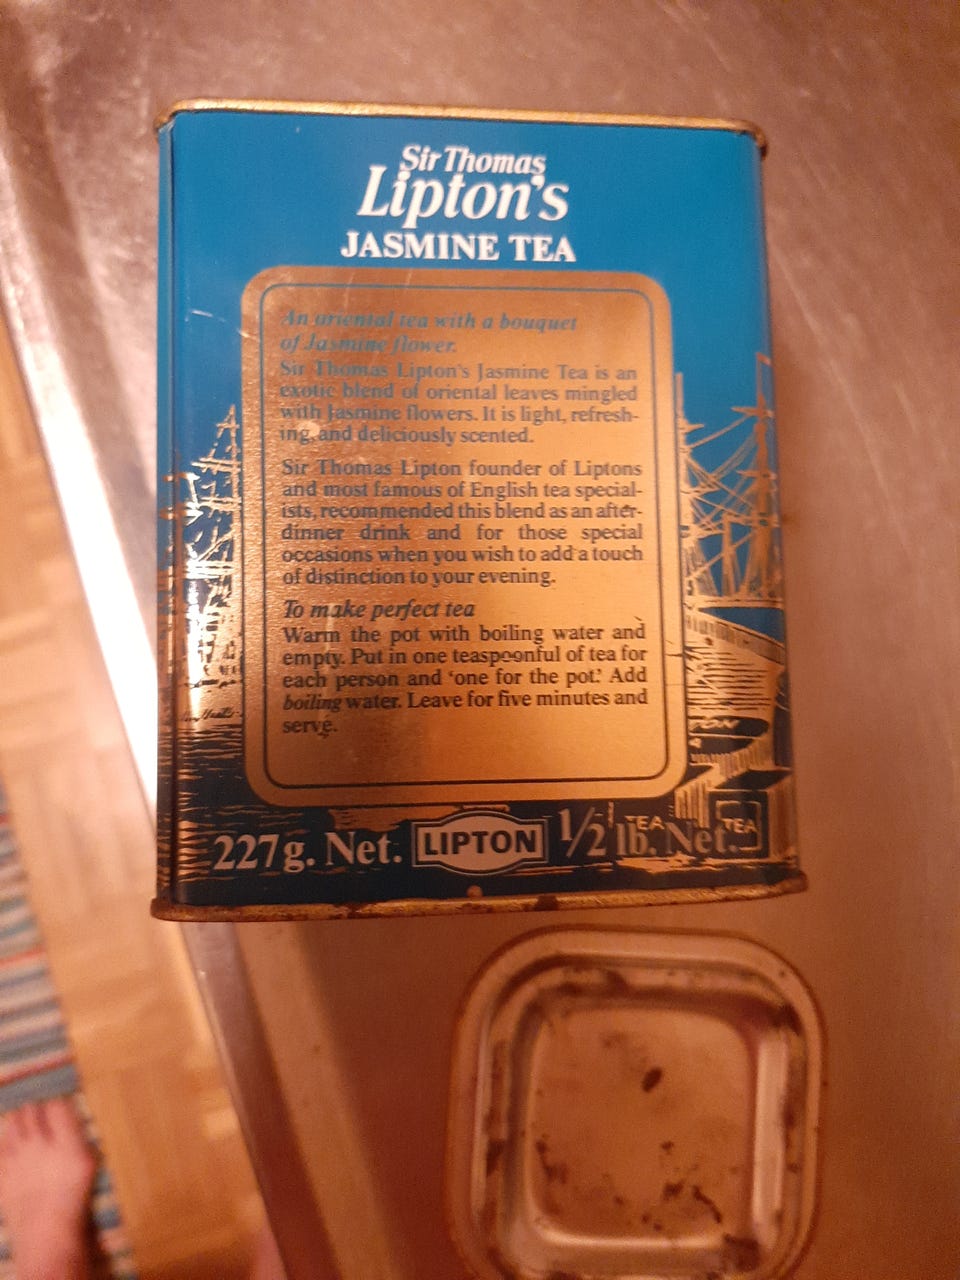 Sir Thomas
Lipton's
JASMINE TEA
An oriental tea with a bouquet
of Jasmine flower.
Sir Thomas Lipton's Jasmine Tea is an
exotic blend of oriental leaves mingled
with Jasmine flowers. It is light, refresh-
ing, and deliciously scented.
Sir Thomas Lipton founder of Liptons
and most famous of English tea special-
ists, recommended this blend as an after-
dinner drink and for those special
occasions when you wish to add a touch
of distinction to your evening.
To make perfect tea
Warm the pot with boiling water and
empty. Put in one teaspoonful of tea for
each person and 'one for the pot.' Add
boiling water. Leave for five minutes and
serve.
227g. Net. LIPTON 1/2 lb. Net.
TEA
TEA